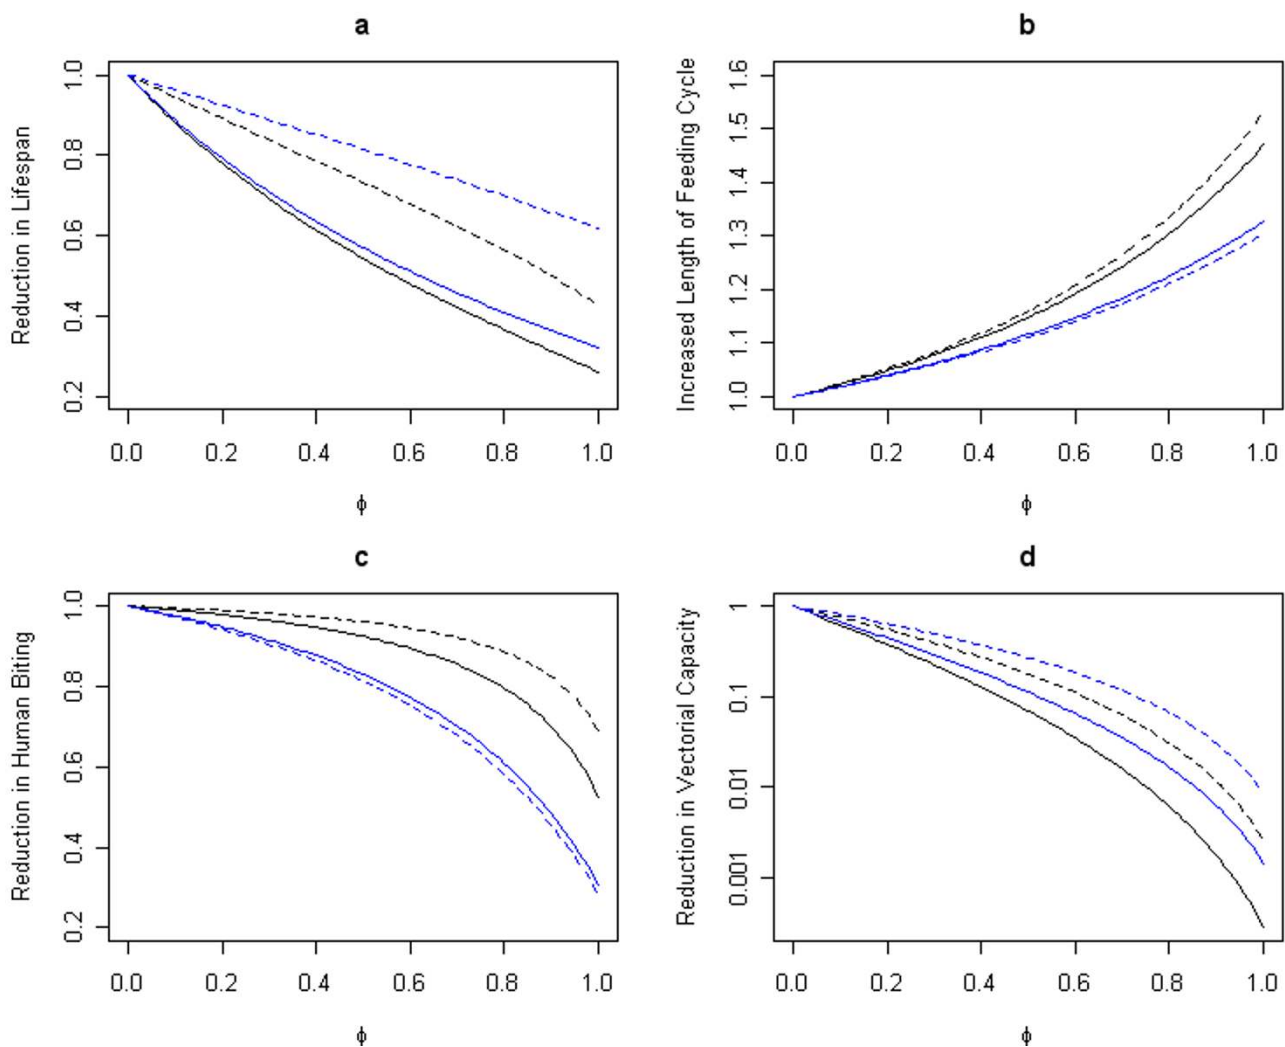 a
Reduction in Lifespan
1.0
0.8
0.6
0.4
0.2
0.0 0.2 0.4 0.6 0.8 1.0
ϕ
b
Increased Length of Feeding Cycle
1.6
1.5
1.4
1.3
1.2
1.1
1.0
0.0 0.2 0.4 0.6 0.8 1.0
ϕ
c
Reduction in Human Biting
1.0
0.8
0.6
0.4
0.2
0.0 0.2 0.4 0.6 0.8 1.0
ϕ
d
Reduction in Vectorial Capacity
1
0.1
0.01
0.001
0.0 0.2 0.4 0.6 0.8 1.0
ϕ